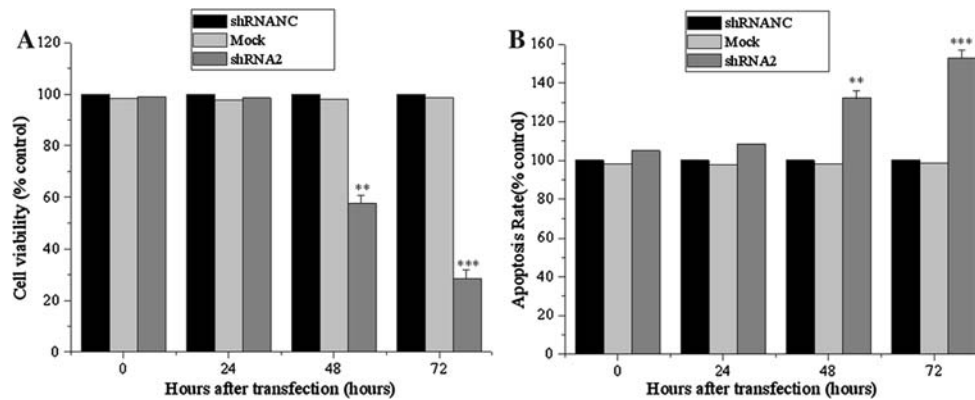 A
shRNANC
Mock
shRNA2
120
100
80
60
40
20
0
Cell viability (% control)
**
***
0 24 48 72
Hours after transfection (hours)
B
shRNANC
Mock
shRNA2
160
140
120
100
80
60
40
20
0
Apoptosis Rate(% control)
**
***
0 24 48 72
Hours after transfection (hours)